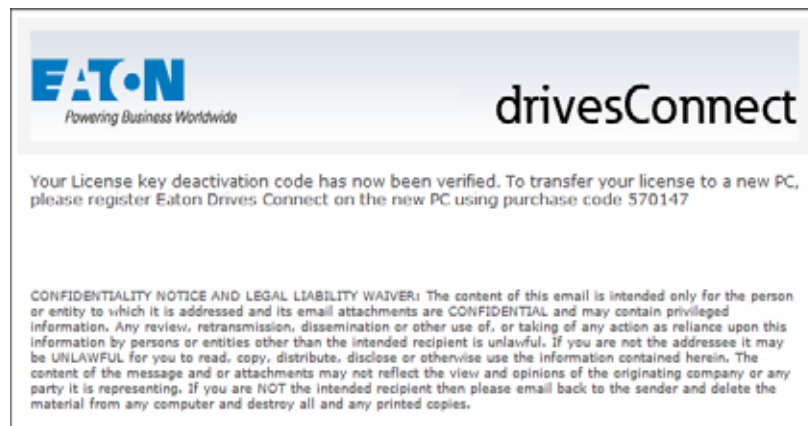 EATON
Powering Business Worldwide
drivesConnect
Your License key deactivation code has now been verified. To transfer your license to a new PC,
please register Eaton Drives Connect on the new PC using purchase code 570147
CONFIDENTIALITY NOTICE AND LEGAL LIABILITY WAIVER: The content of this email is intended only for the person
or entity to which it is addressed and its email attachments are CONFIDENTIAL and may contain privileged
information. Any review, retransmission, dissemination or other use of, or taking of any action as reliance upon this
information by persons or entities other than the intended recipient is unlawful. If you are not the addressee it may
be UNLAWFUL for you to read, copy, distribute, disclose or otherwise use the information contained herein. The
content of the message and or attachments may not reflect the view and opinions of the originating company or any
party it is representing. If you are NOT the intended recipient then please email back to the sender and delete the
material from any computer and destroy all and any printed copies.